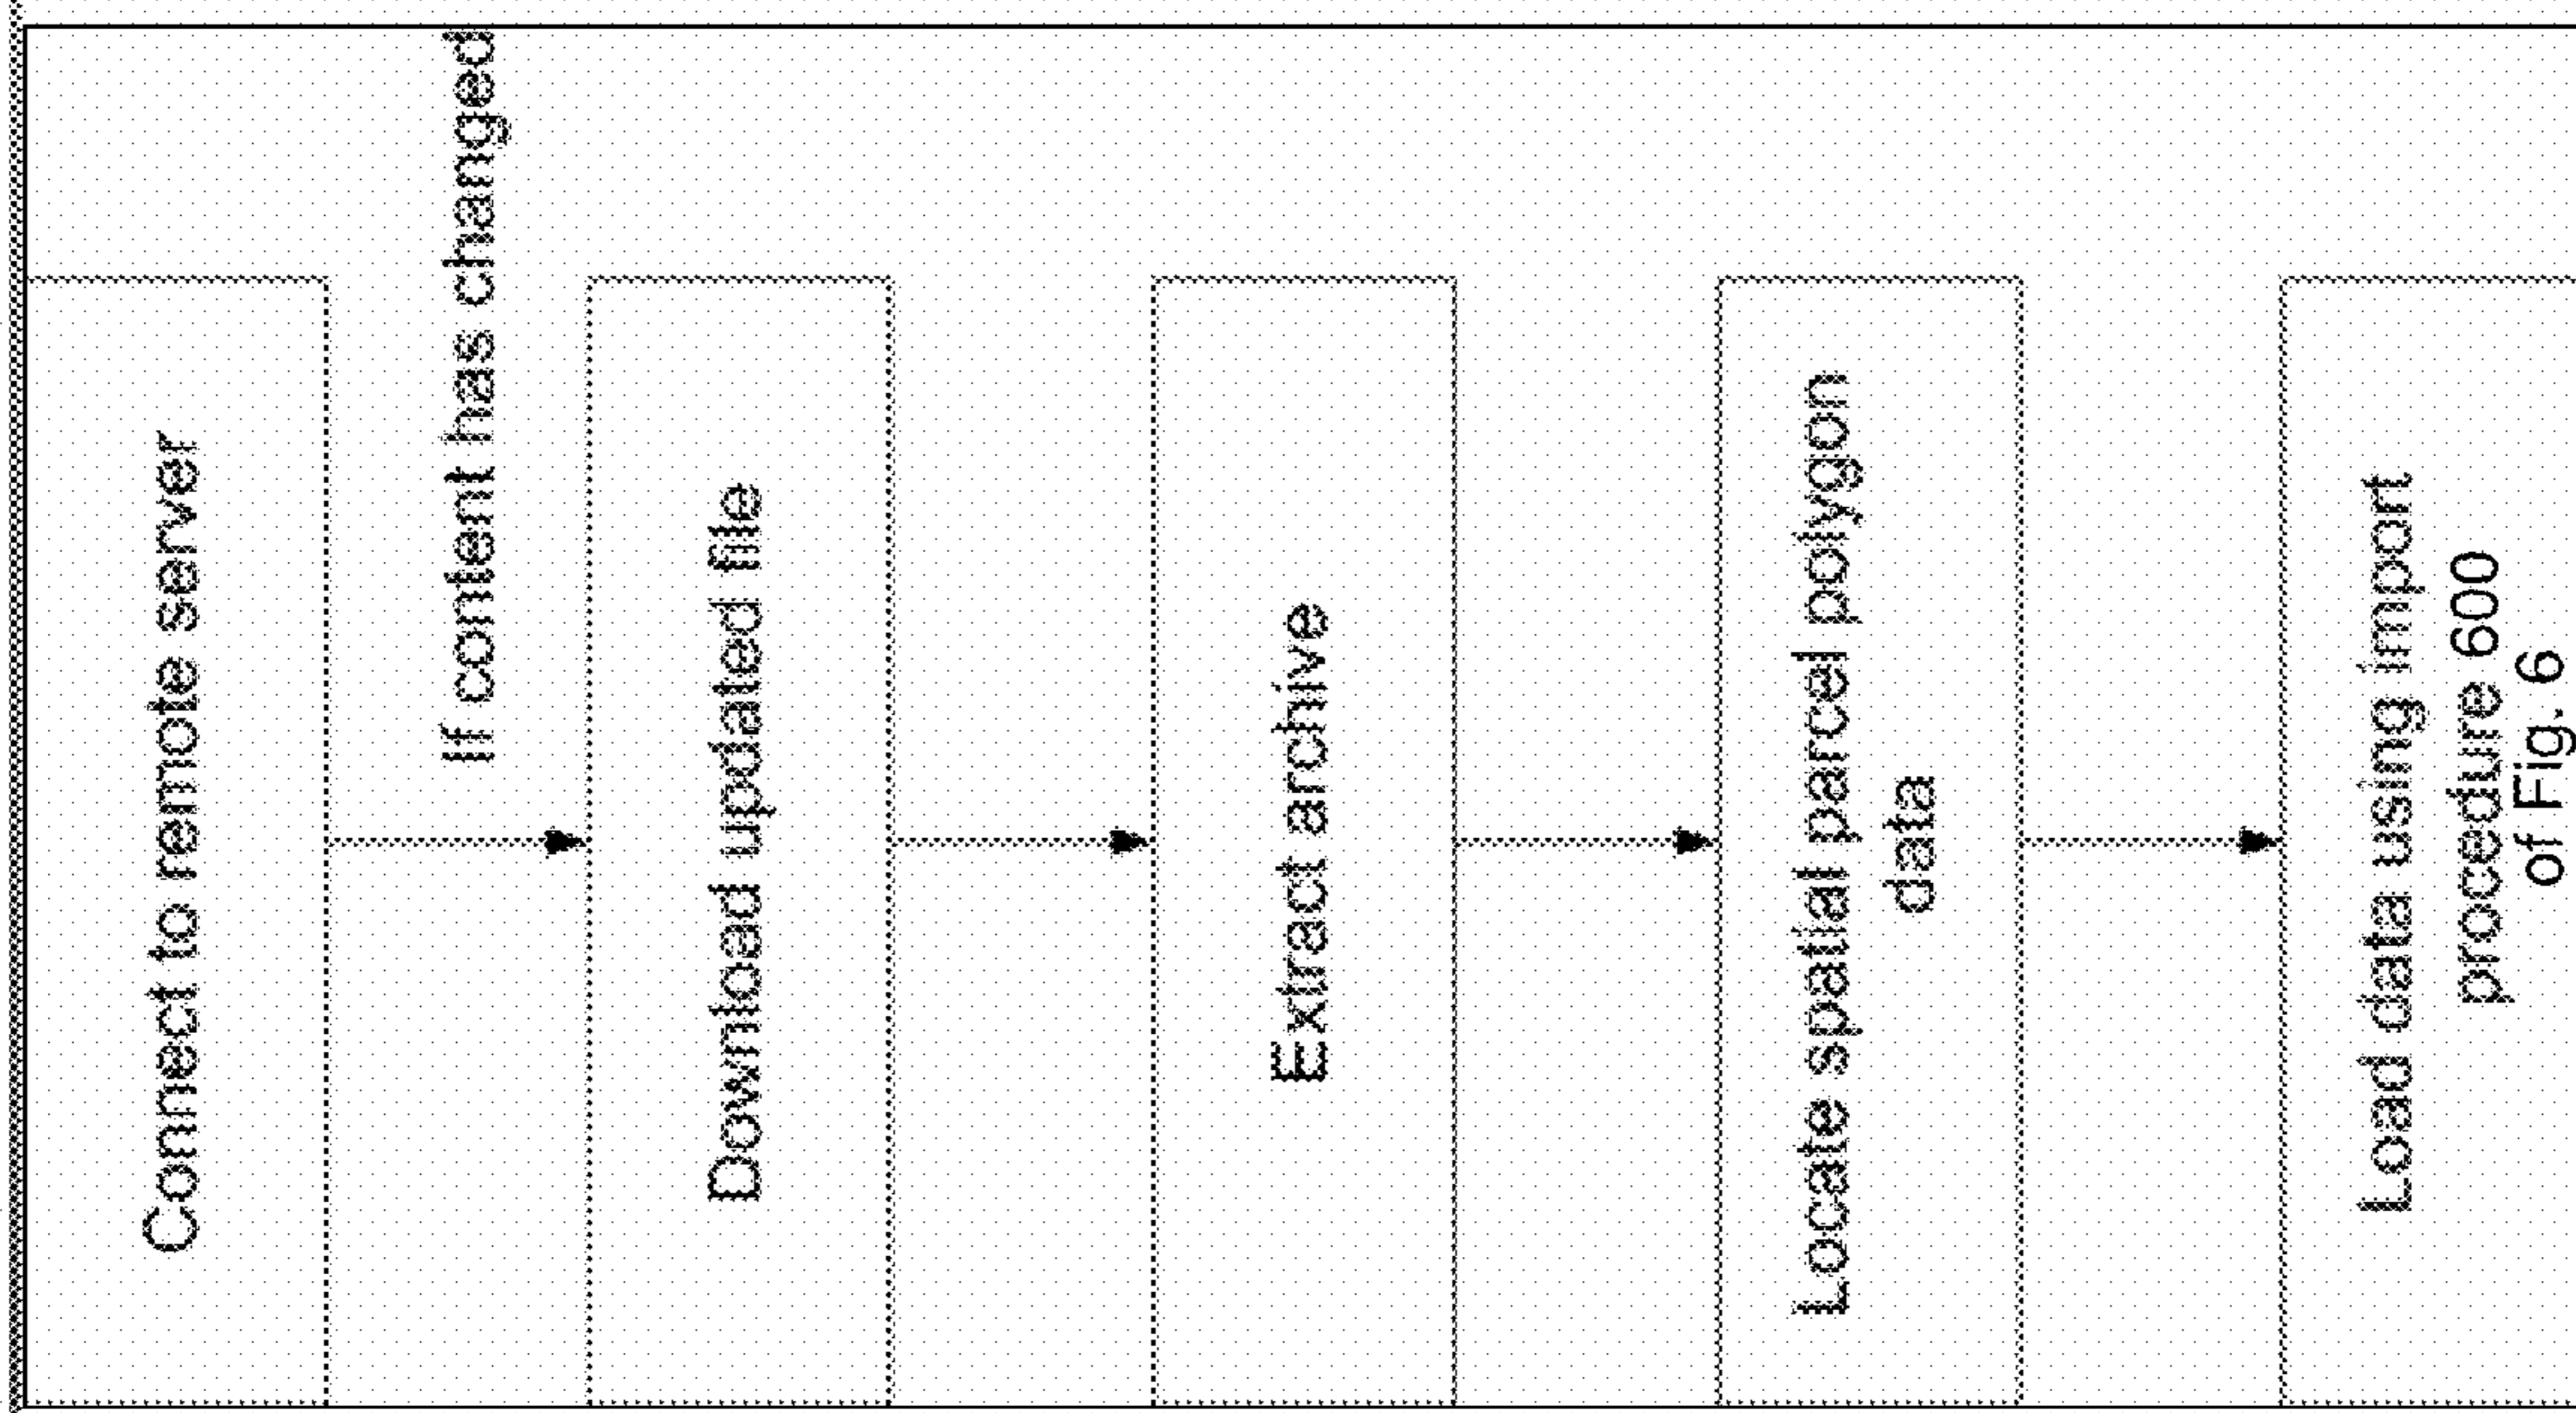 Connect to remote server
If content has changed
Download updated file
Extract archive
Locate spatial parcel polygon
data
Load data using import
procedure 600
of Fig. 6